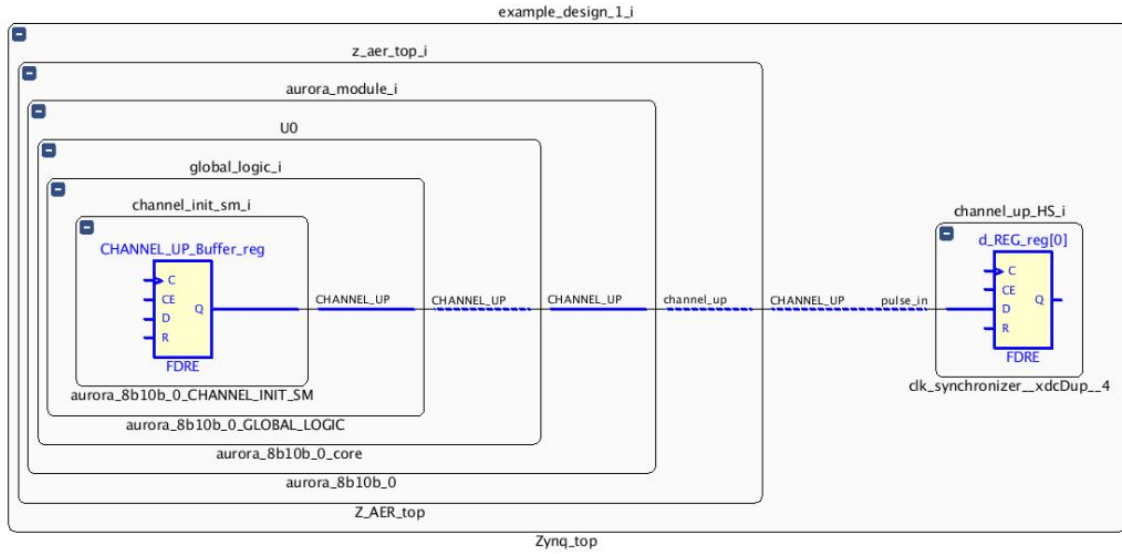 example_design_1_i
z_aer_top_i
aurora_module_i
U0
global_logic_i
channel_init_sm_i
channel_up_HS_i
CHANNEL_UP_Buffer_reg
d_REG_reg[0]
C
CE
D
R
Q
FDRE
CHANNEL_UP
CHANNEL_UP
CHANNEL_UP
channel_up
CHANNEL_UP
pulse_in
C
CE
D
R
Q
FDRE
aurora_8b10b_0_CHANNEL_INIT_SM
clk_synchronizer__xdcDup__4
aurora_8b10b_0_GLOBAL_LOGIC
aurora_8b10b_0_core
aurora_8b10b_0
Z_AER_top
Zynq_top